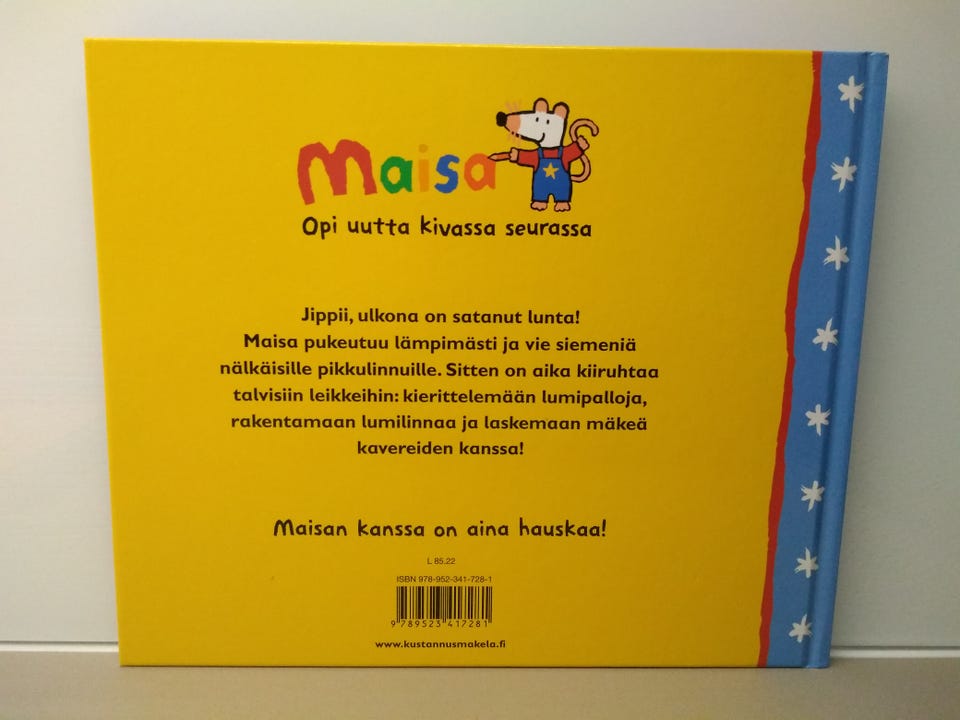 Maisa
Opi uutta kivassa seurassa
Jippii, ulkona on satanut lunta!
Maisa pukeutuu lämpimästi ja vie siemeniä
nälkäisille pikkulinnuille. Sitten on aika kiiruhtaa
talvisiin leikkeihin: kierittelemään lumipalloja,
rakentamaan lumilinnaa ja laskemaan mäkeä
kavereiden kanssa!
Maisan kanssa on aina hauskaa!
L 85.22
ISBN 978-952-341-728-1
9 789523 417281
www.kustannusmakela.fi